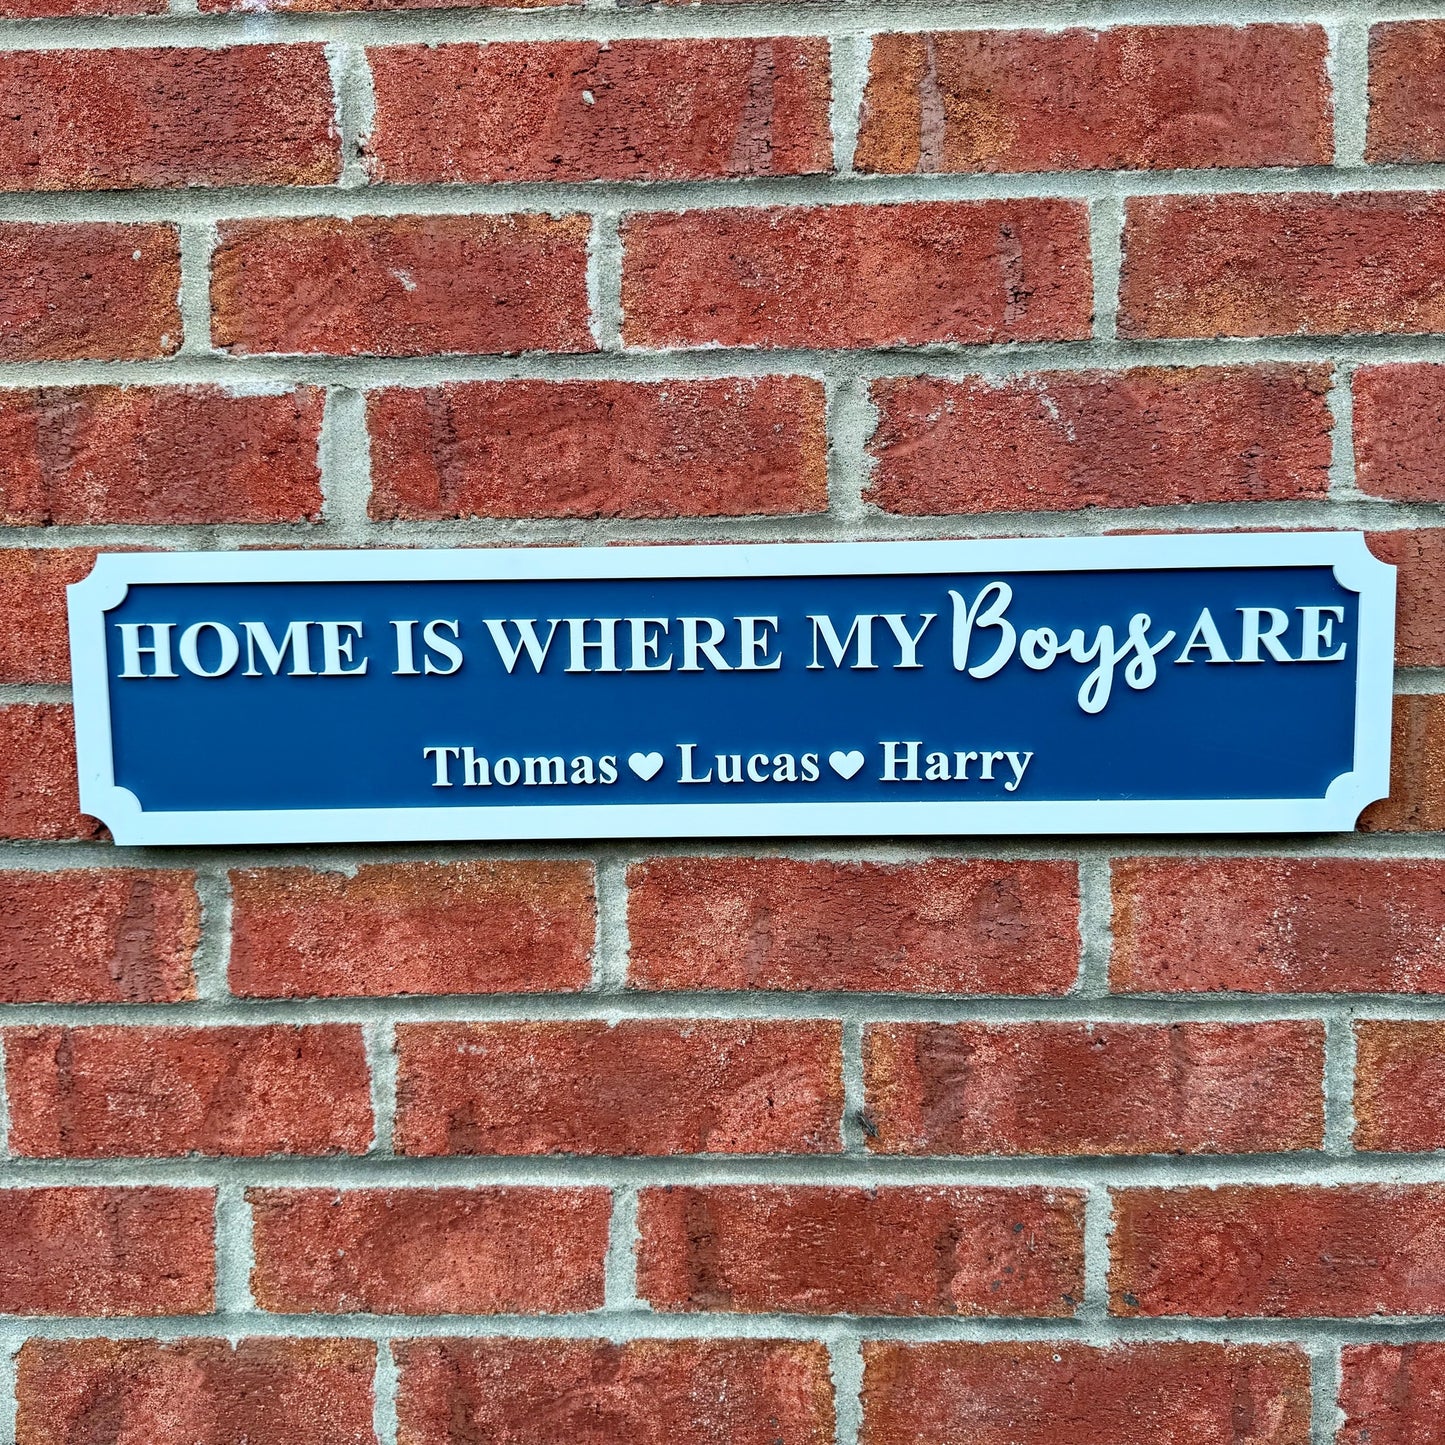 HOME IS WHERE MY Boys ARE
Thomas ♥ Lucas ♥ Harry